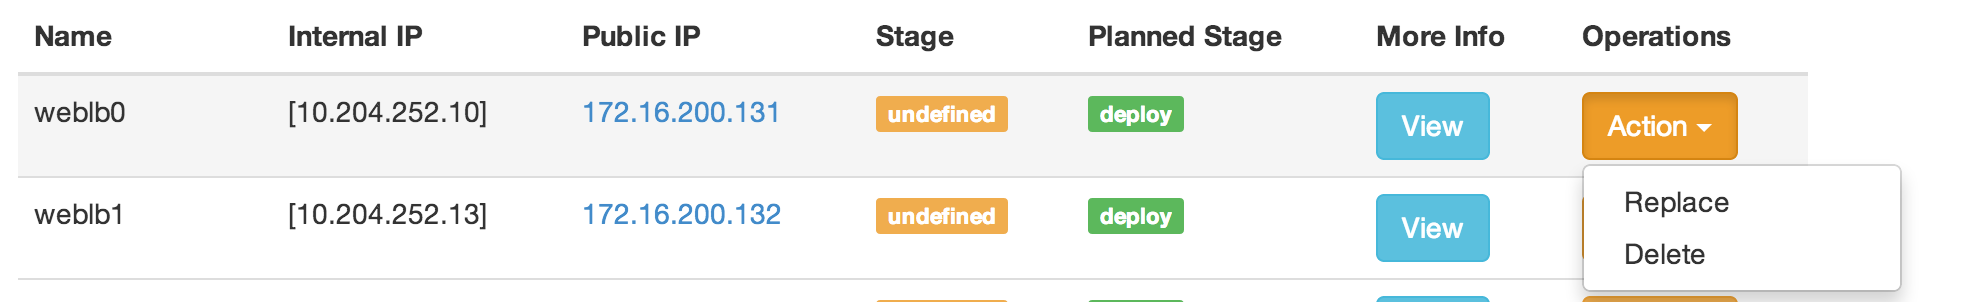 Name Internal IP Public IP Stage Planned Stage More Info Operations
weblb0 [10.204.252.10] 172.16.200.131 undefined deploy View Action
Replace
weblb1 [10.204.252.13] 172.16.200.132 undefined deploy View
Delete